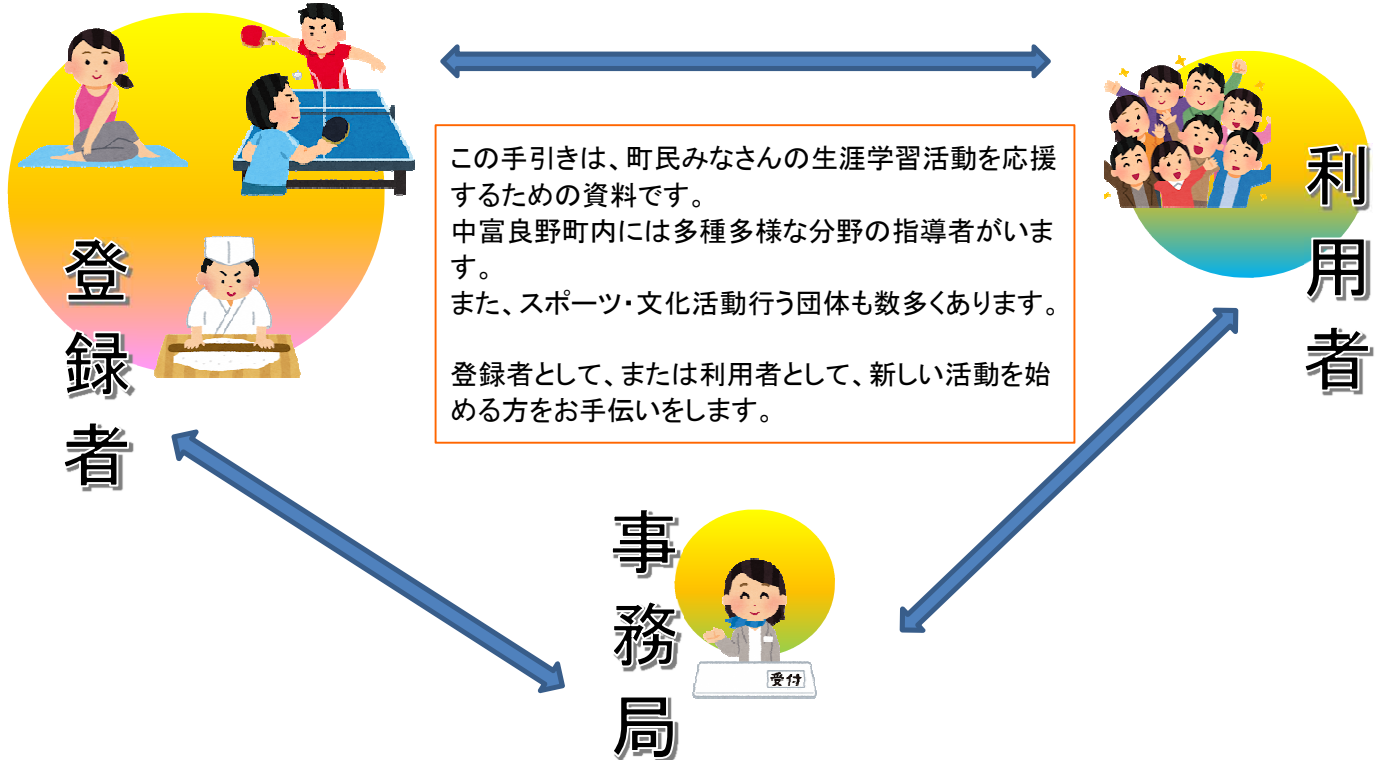 登録者
利用者
この手引きは、町民みなさんの生涯学習活動を応援
するための資料です。
中富良野町内には多種多様な分野の指導者がいま
す。
また、スポーツ・文化活動行う団体も数多くあります。
登録者として、または利用者として、新しい活動を始
める方をお手伝いをします。
事務局
受付